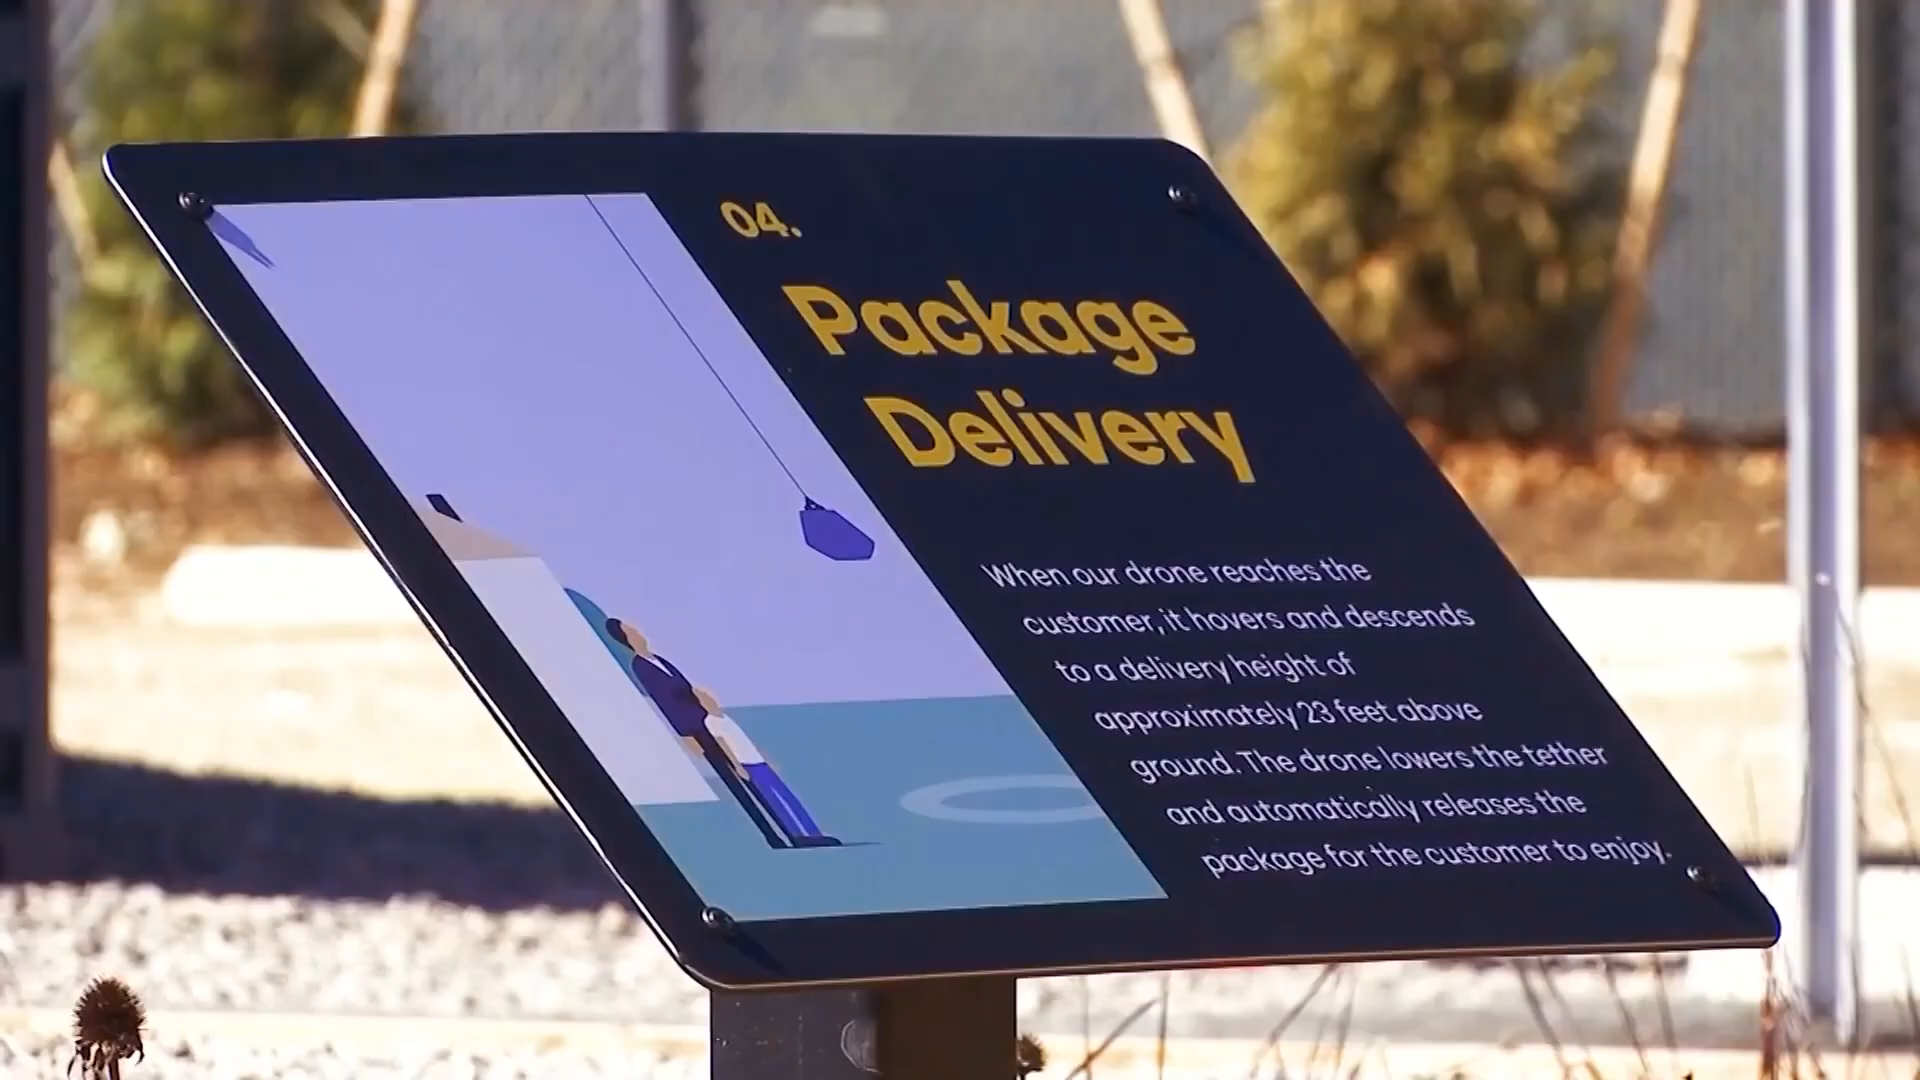 04.
Package
Delivery
When our drone reaches the
customer, it hovers and descends
to a delivery height of
approximately 23 feet above
ground. The drone lowers the tether
and automatically releases the
package for the customer to enjoy.